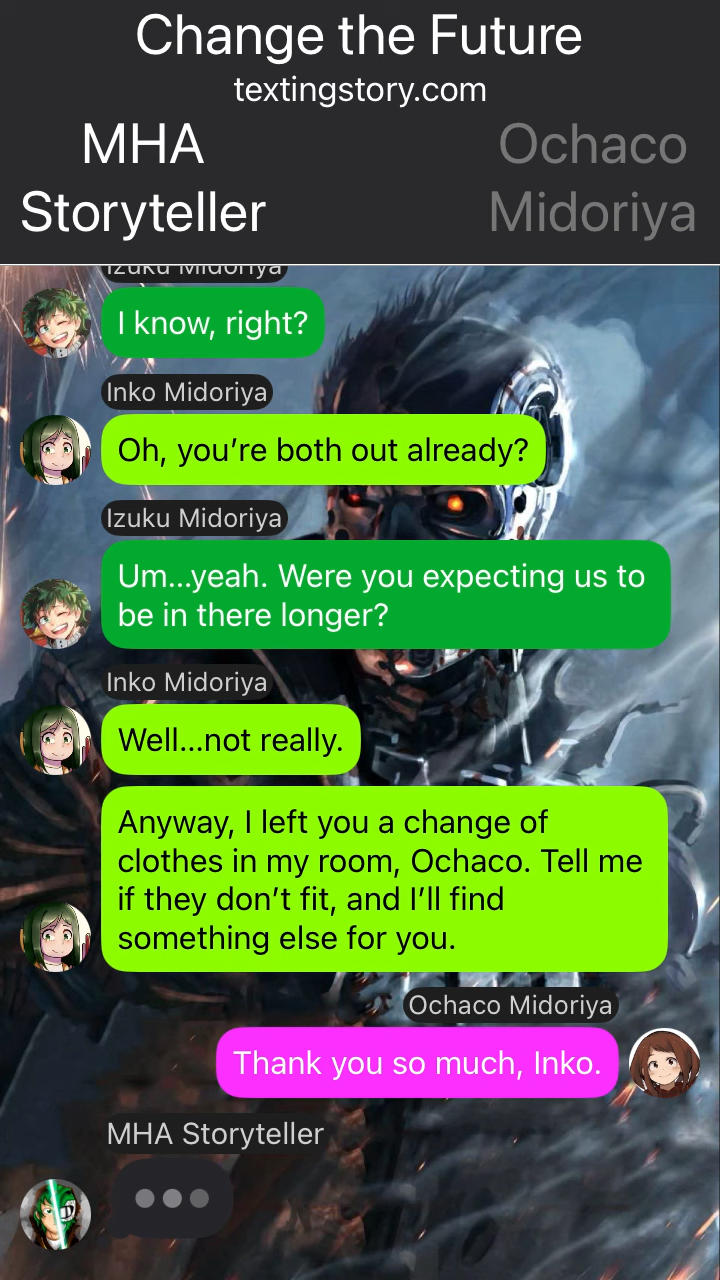 Change the Future
textingstory.com
MHA
Storyteller
Ochaco
Midoriya
Izuku Midoriya
I know, right?
Inko Midoriya
Oh, you’re both out already?
Izuku Midoriya
Um...yeah. Were you expecting us to
be in there longer?
Inko Midoriya
Well...not really.
Anyway, I left you a change of
clothes in my room, Ochaco. Tell me
if they don’t fit, and I’ll find
something else for you.
Ochaco Midoriya
Thank you so much, Inko.
MHA Storyteller